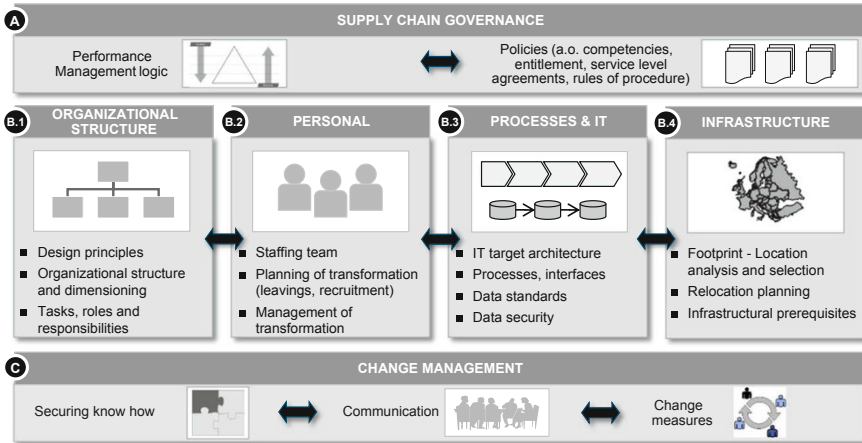 A
SUPPLY CHAIN GOVERNANCE
Performance
Management logic
Policies (a.o. competencies,
entitlement, service level
agreements, rules of procedure)
B.1
ORGANIZATIONAL
STRUCTURE
■ Design principles
■ Organizational structure
and dimensioning
■ Tasks, roles and
responsibilities
B.2
PERSONAL
■ Staffing team
■ Planning of transformation
(leavings, recruitment)
■ Management of
transformation
B.3
PROCESSES & IT
■ IT target architecture
■ Processes, interfaces
■ Data standards
■ Data security
B.4
INFRASTRUCTURE
■ Footprint - Location
analysis and selection
■ Relocation planning
■ Infrastructural prerequisites
C
CHANGE MANAGEMENT
Securing know how
Communication
Change
measures